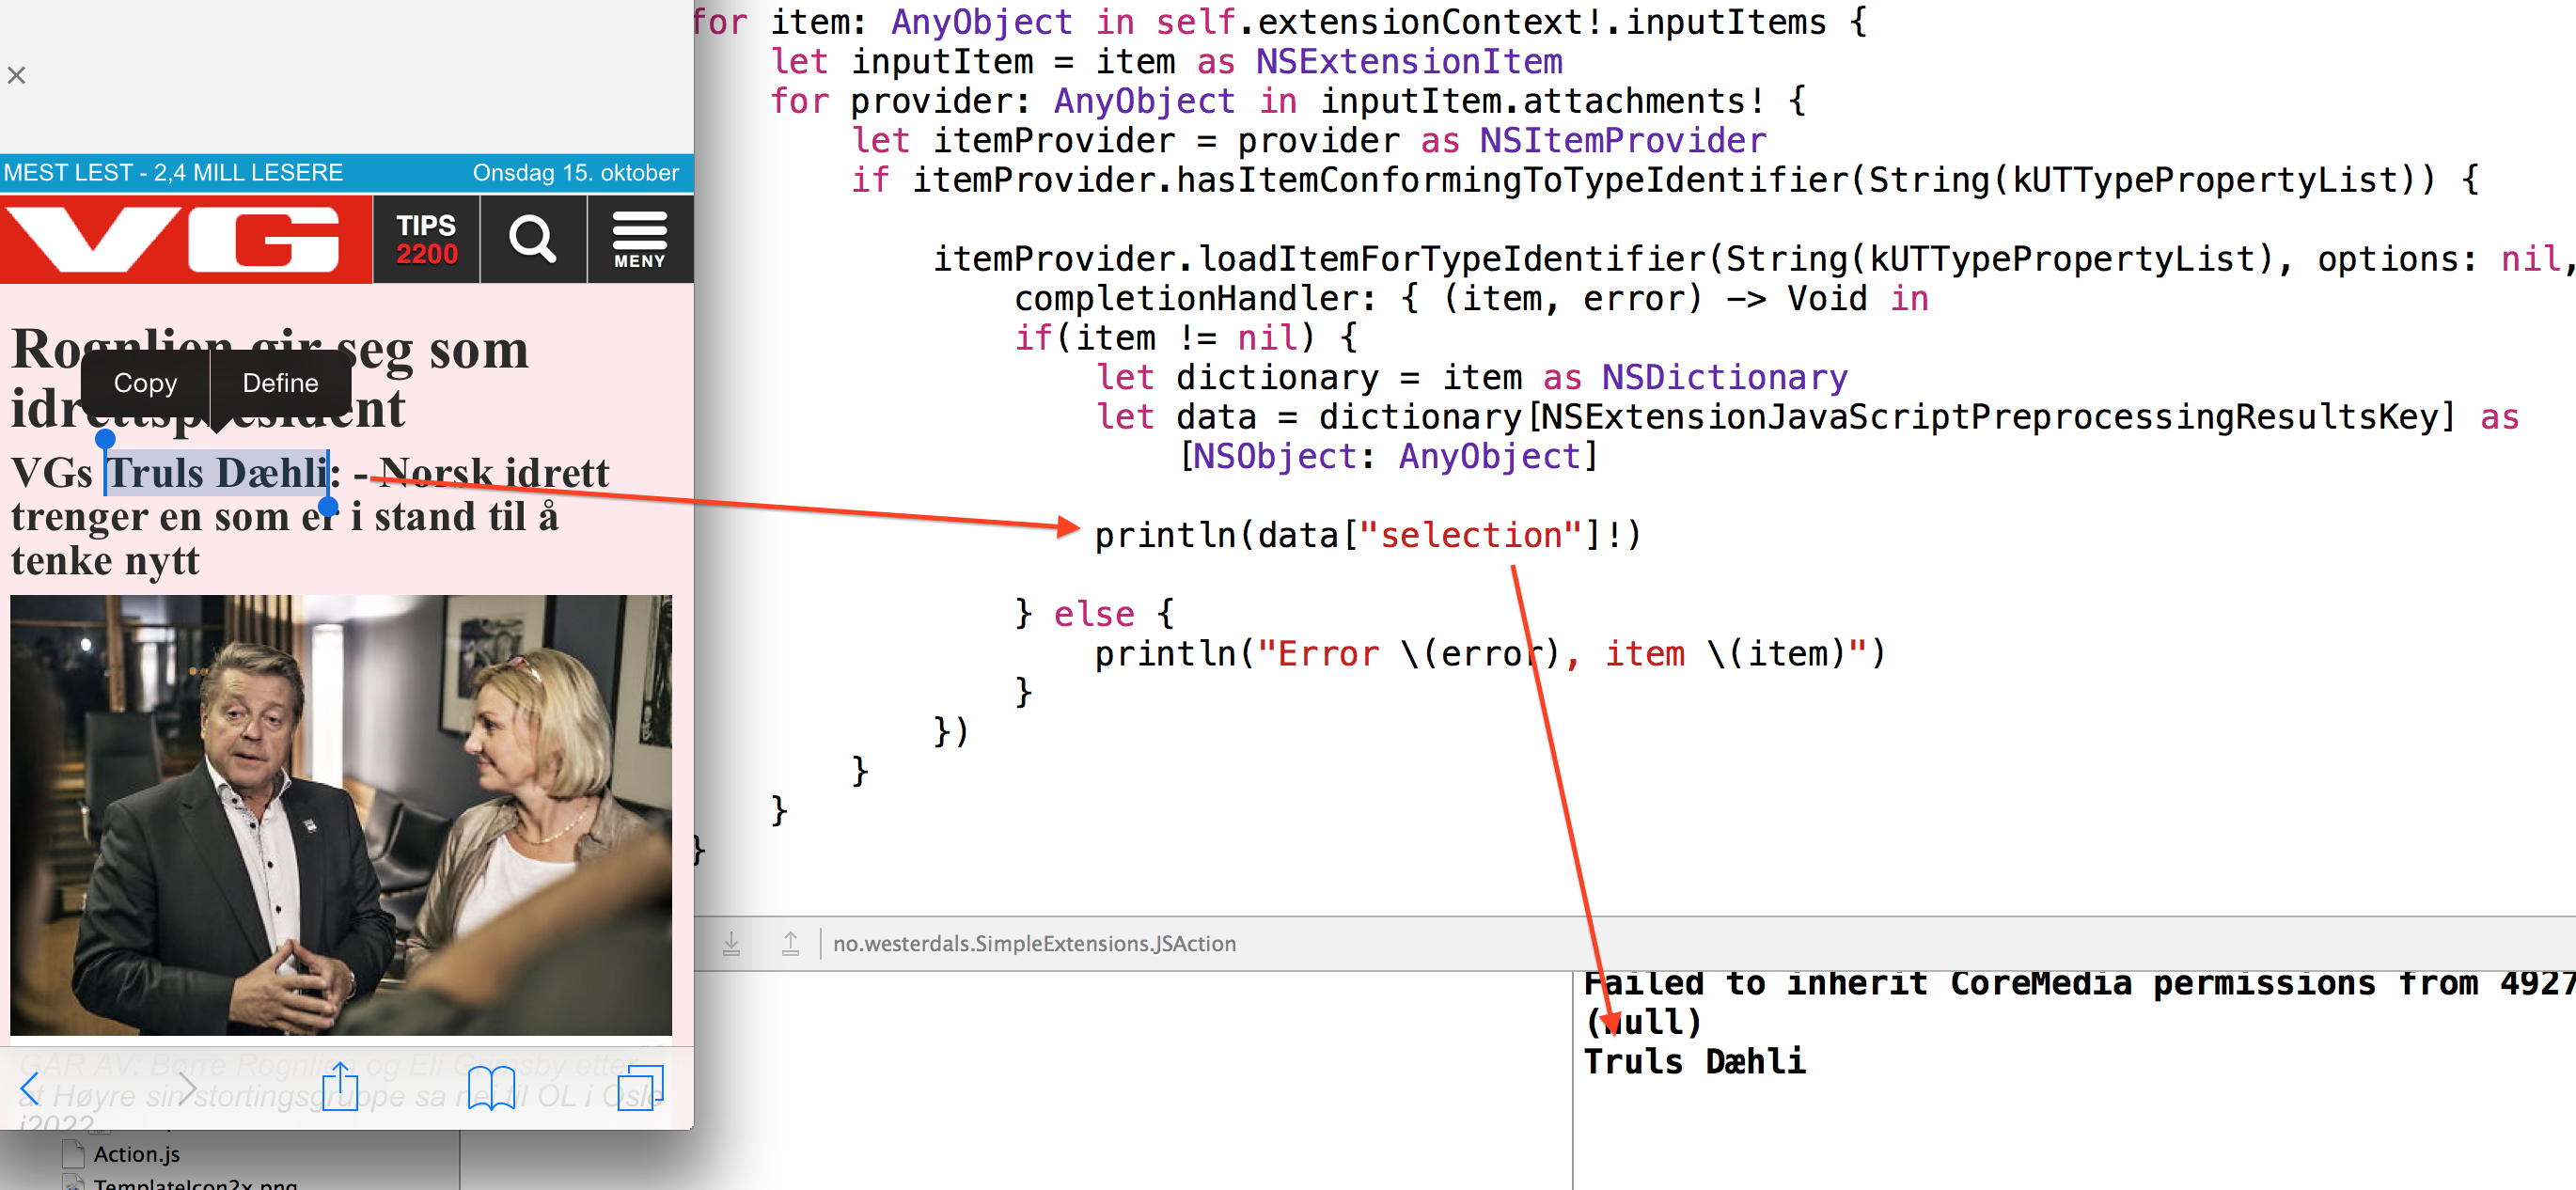 MEST LEST - 2,4 MILL LESERE
Onsdag 15. oktober
VG
TIPS
2200
MENY
Rognlien gir seg som
idrettspresident
Copy
Define
VGs Truls Dæhli: - Norsk idrett
trenger en som er i stand til å
tenke nytt
GÅR AV: Børre Rognlien og Eli Grimsby etter
at Høyre sin stortingsgruppe sa nei til OL i Oslo
i2022
Action.js
TemplateIcon2x.png
for item: AnyObject in self.extensionContext!.inputItems {
let inputItem = item as NSExtensionItem
for provider: AnyObject in inputItem.attachments! {
let itemProvider = provider as NSItemProvider
if itemProvider.hasItemConformingToTypeIdentifier(String(kUTTypePropertyList)) {
itemProvider.loadItemForTypeIdentifier(String(kUTTypePropertyList), options: nil,
completionHandler: { (item, error) -> Void in
if(item != nil) {
let dictionary = item as NSDictionary
let data = dictionary[NSExtensionJavaScriptPreprocessingResultsKey] as
[NSObject: AnyObject]
println(data["selection"]!)
} else {
println("Error \(error), item \(item)")
}
})
}
}
}
no.westerdals.SimpleExtensions.JSAction
Failed to inherit CoreMedia permissions from 4927
(null)
Truls Dæhli